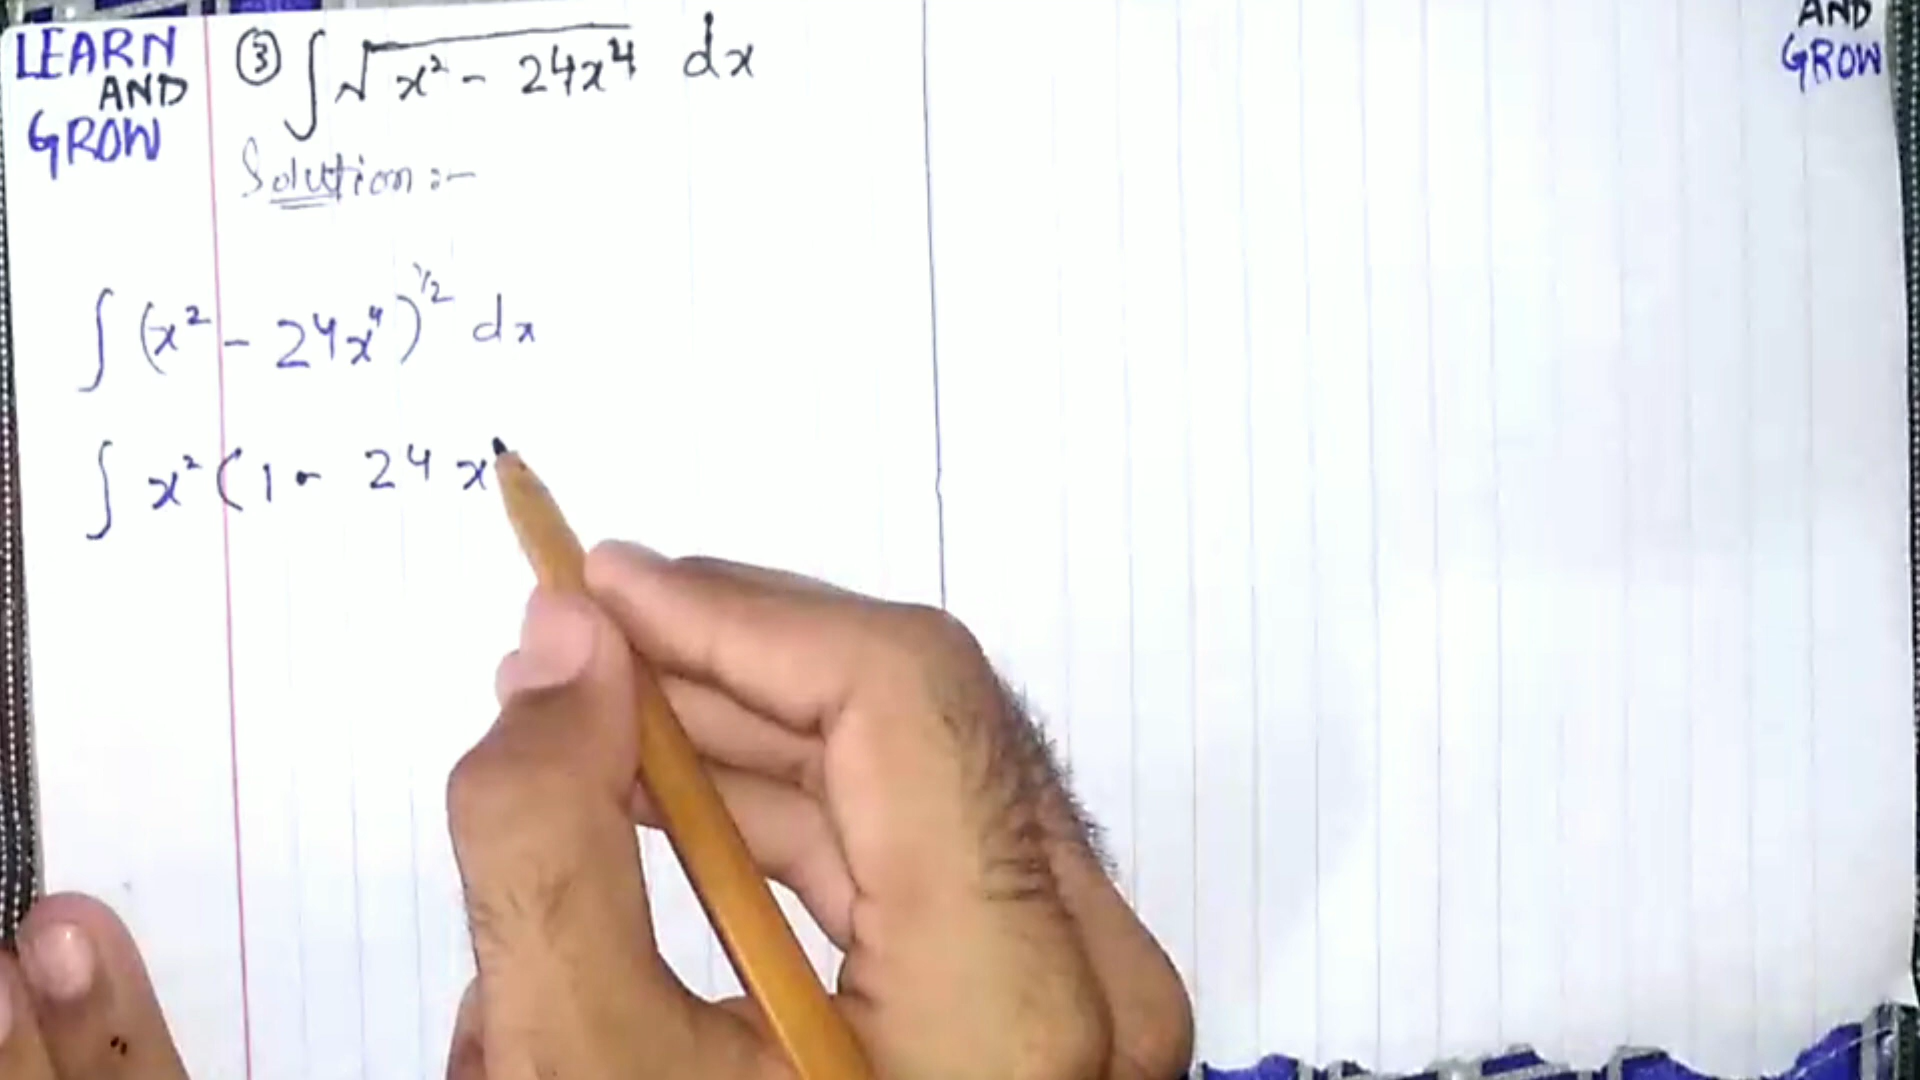 LEARN
AND
GROW
③ ∫ √(x² - 24x⁴) dx
Solution :-
∫ (x² - 24x⁴)^1/2 dx
∫ x² (1 - 24 x
AND
GROW